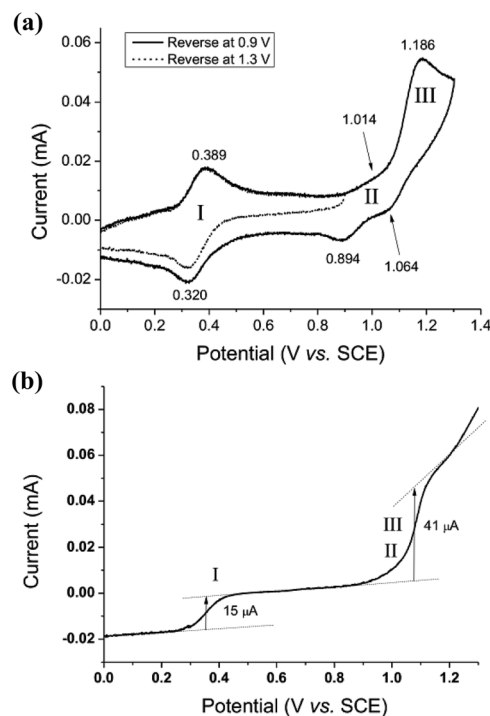 (a)
Reverse at 0.9 V
Reverse at 1.3 V
1.186
1.014
0.389
III
II
I
0.894
1.064
0.320
0.06
0.04
0.02
0.00
-0.02
Current (mA)
0.0 0.2 0.4 0.6 0.8 1.0 1.2 1.4
Potential (V vs. SCE)
(b)
0.08
0.06
0.04
0.02
0.00
-0.02
Current (mA)
III
II
41 µA
I
15 µA
0.0 0.2 0.4 0.6 0.8 1.0 1.2
Potential (V vs. SCE)